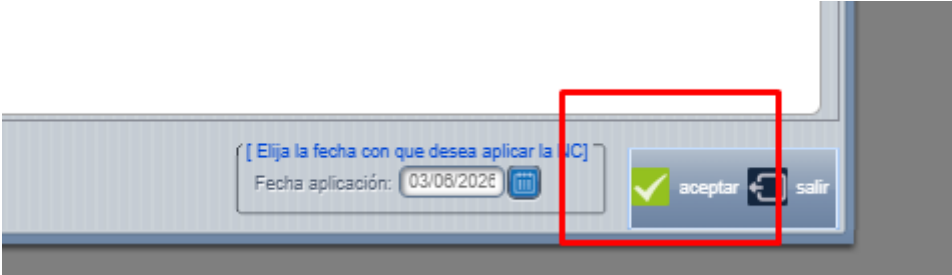 [ Elija la fecha con que desea aplicar la NC]
Fecha aplicación: 03/06/2026
aceptar salir